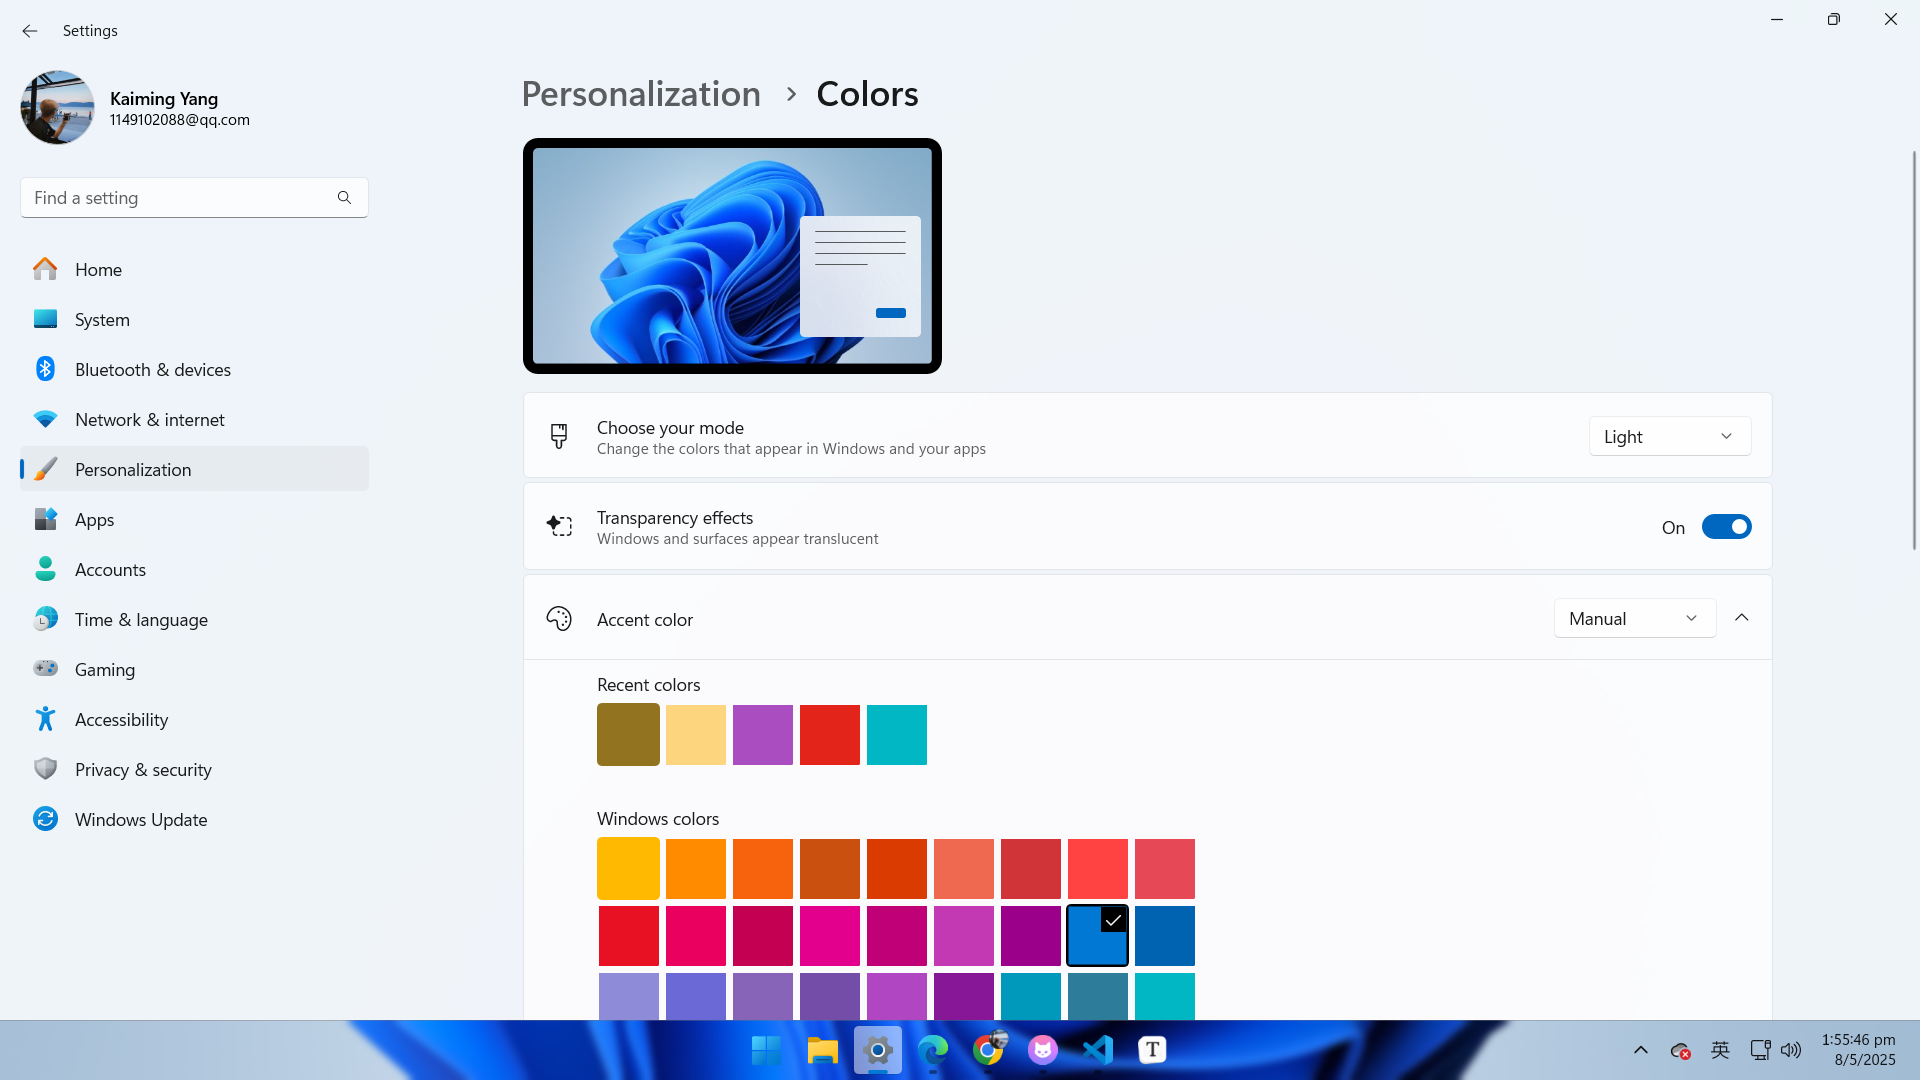 Settings
Kaiming Yang
1149102088@qq.com
Find a setting
Home
System
Bluetooth & devices
Network & internet
Personalization
Apps
Accounts
Time & language
Gaming
Accessibility
Privacy & security
Windows Update
Personalization > Colors
Choose your mode
Change the colors that appear in Windows and your apps
Light
Transparency effects
Windows and surfaces appear translucent
On
Accent color
Manual
Recent colors
Windows colors
T
英
1:55:46 pm
8/5/2025